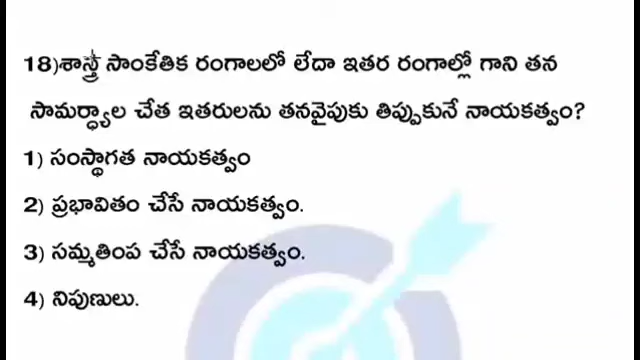 18)శాస్త్ర సాంకేతిక రంగాలలో లేదా ఇతర రంగాల్లో గాని తన
సామర్థ్యాల చేత ఇతరులను తనవైపుకు తిప్పుకునే నాయకత్వం?
1) సంస్థాగత నాయకత్వం
2) ప్రభావితం చేసే నాయకత్వం.
3) సమ్మతింప చేసే నాయకత్వం.
4) నిపుణులు.